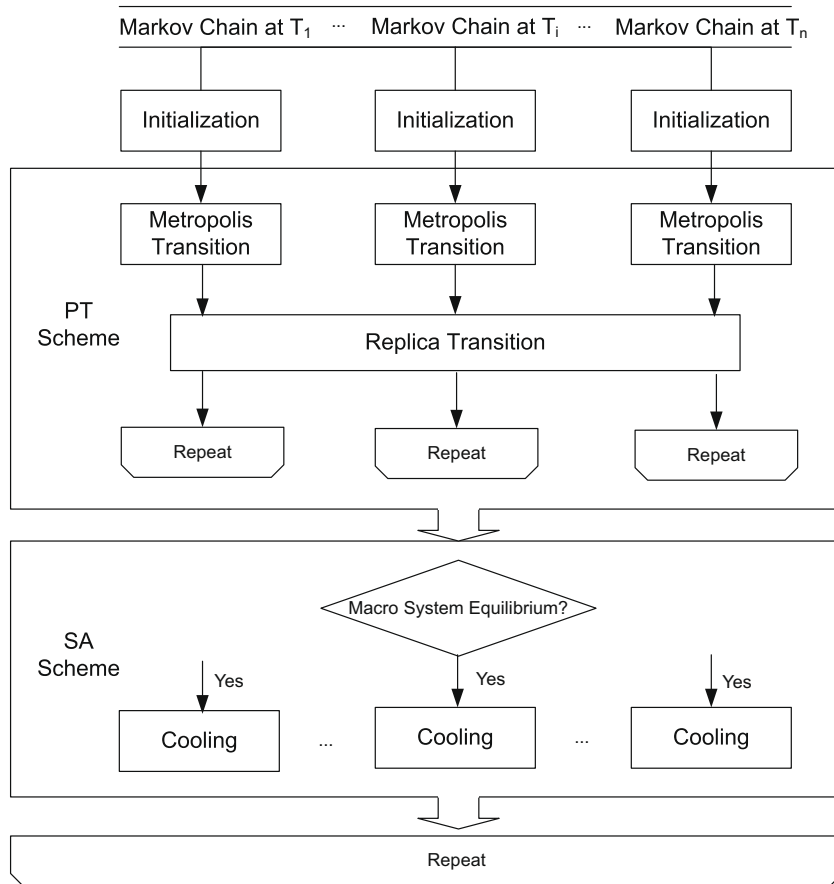 Markov Chain at T1 ... Markov Chain at Ti ... Markov Chain at Tn
Initialization Initialization Initialization
Metropolis Transition Metropolis Transition Metropolis Transition
PT Scheme
Replica Transition
Repeat Repeat Repeat
Macro System Equilibrium?
SA Scheme
Yes Yes Yes
Cooling ... Cooling ... Cooling
Repeat